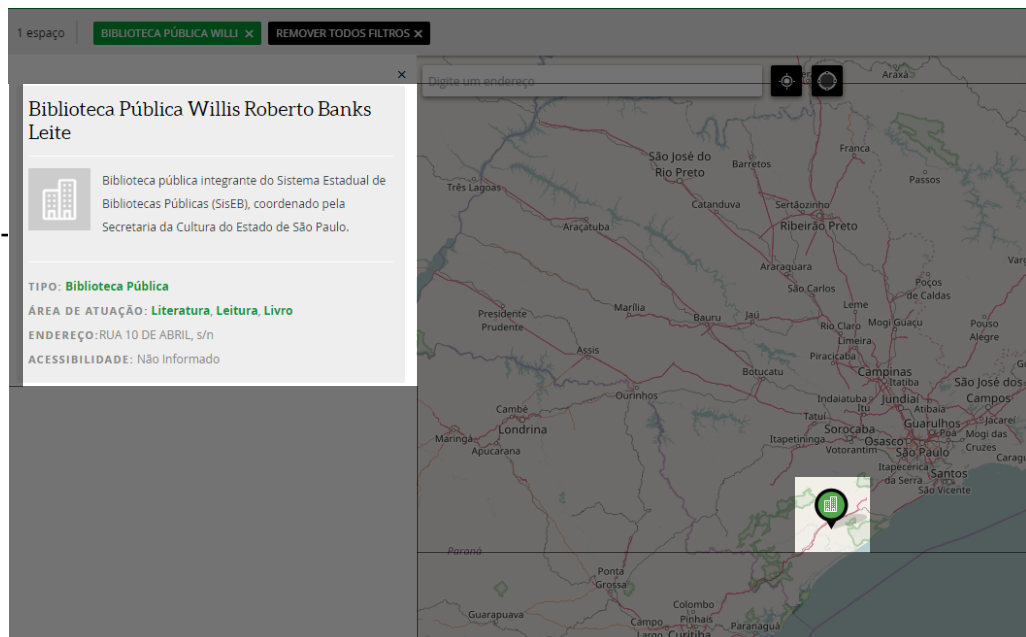 1 espaço
BIBLIOTECA PÚBLICA WILLI ×
REMOVER TODOS FILTROS ×
×
Biblioteca Pública Willis Roberto Banks
Leite
Biblioteca pública integrante do Sistema Estadual de
Bibliotecas Públicas (SisEB), coordenado pela
Secretaria da Cultura do Estado de São Paulo.
TIPO: Biblioteca Pública
ÁREA DE ATUAÇÃO: Literatura, Leitura, Livro
ENDEREÇO:RUA 10 DE ABRIL, s/n
ACESSIBILIDADE: Não Informado
Digite um endereço
Araxá
Franca
São José do
Rio Preto
Barretos
Passos
Três Lagoas
Catanduva
Sertãozinho
Ribeirão Preto
Araçatuba
Araraquara
São Carlos
Poços
de Caldas
Presidente
Prudente
Marília
Bauru
Jaú
Leme
Rio Claro
Mogi Guaçu
Pouso
Alegre
Limeira
Assis
Piracicaba
Botucatu
Campinas
Itatiba
São José dos
Campos
Ourinhos
Indaiatuba
Jundiaí
Itu
Atibaia
Cambé
Londrina
Tatuí
Guarulhos
Jacareí
Maringá
Apucarana
Sorocaba
Itapetininga
Votorantim
Osasco
Poá
Mogi das
Cruzes
São Paulo
Itapecerica
da Serra
Santos
São Vicente
Paraná
Ponta
Grossa
Guarapuava
Colombo
Campo
Largo
Pinhais
Curitiba
Paranaguá